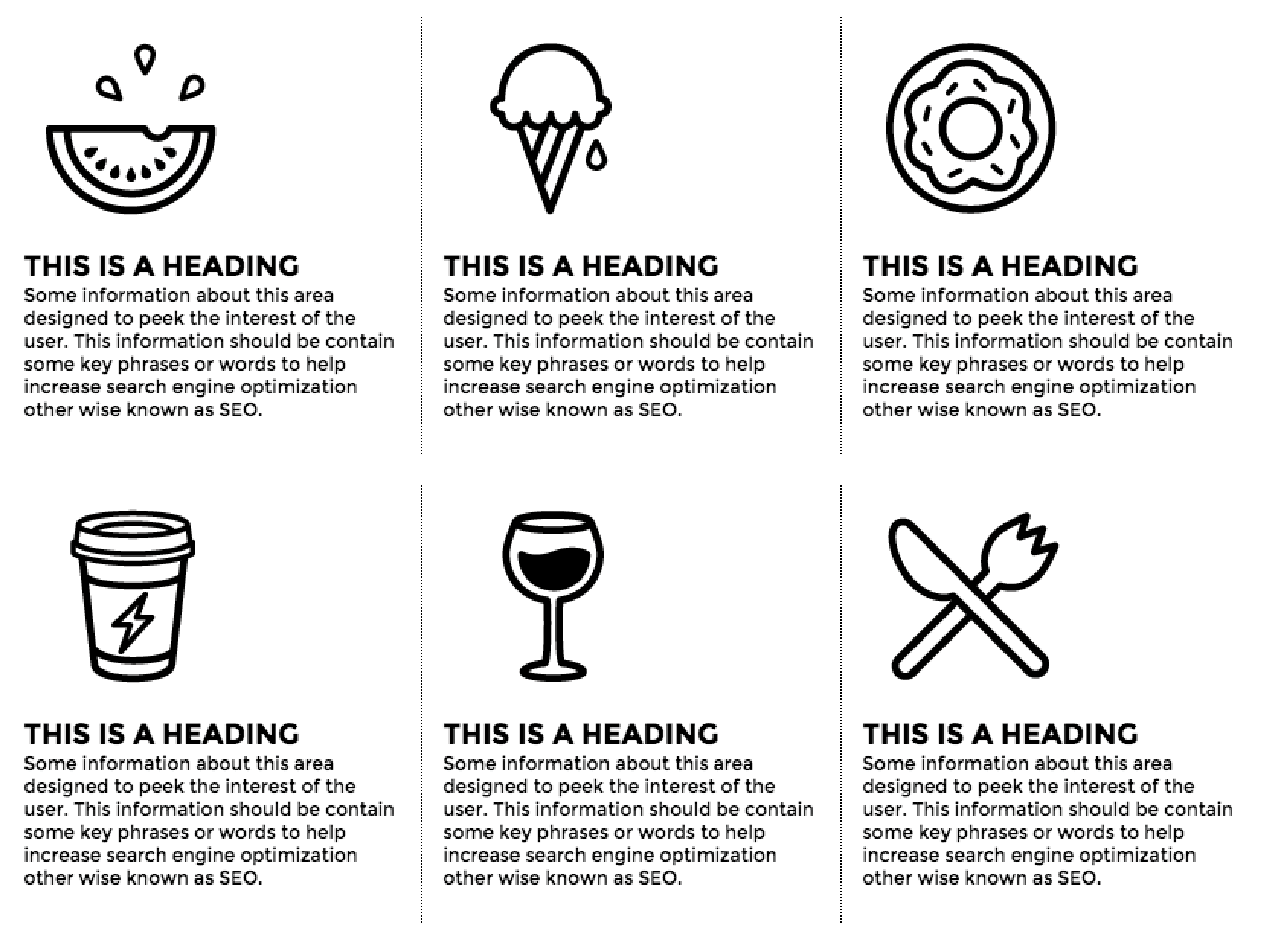 THIS IS A HEADING
Some information about this area
designed to peek the interest of the
user. This information should be contain
some key phrases or words to help
increase search engine optimization
other wise known as SEO.
THIS IS A HEADING
Some information about this area
designed to peek the interest of the
user. This information should be contain
some key phrases or words to help
increase search engine optimization
other wise known as SEO.
THIS IS A HEADING
Some information about this area
designed to peek the interest of the
user. This information should be contain
some key phrases or words to help
increase search engine optimization
other wise known as SEO.
THIS IS A HEADING
Some information about this area
designed to peek the interest of the
user. This information should be contain
some key phrases or words to help
increase search engine optimization
other wise known as SEO.
THIS IS A HEADING
Some information about this area
designed to peek the interest of the
user. This information should be contain
some key phrases or words to help
increase search engine optimization
other wise known as SEO.
THIS IS A HEADING
Some information about this area
designed to peek the interest of the
user. This information should be contain
some key phrases or words to help
increase search engine optimization
other wise known as SEO.